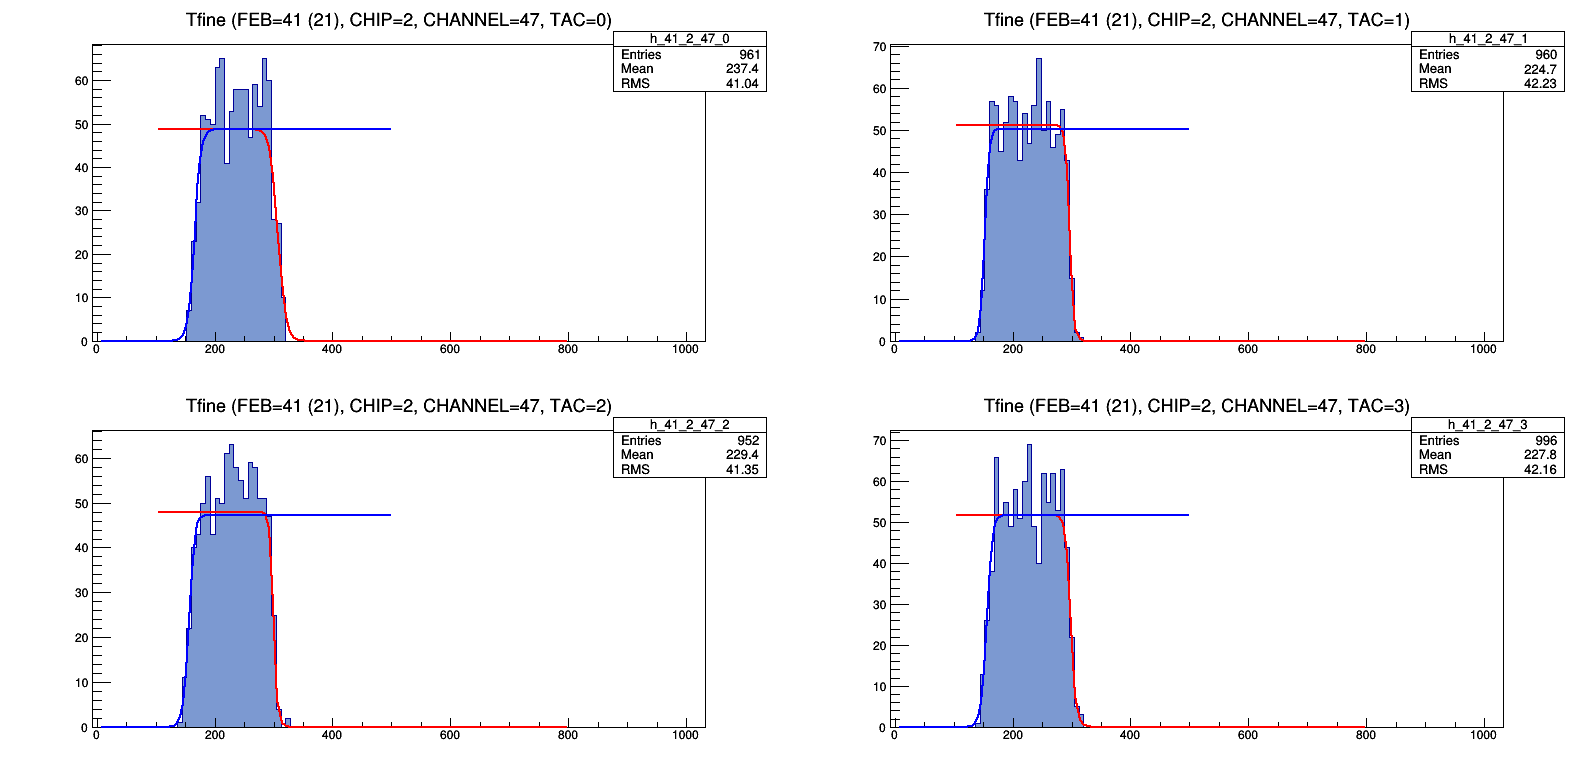 Tfine (FEB=41 (21), CHIP=2, CHANNEL=47, TAC=0)
h_41_2_47_0
Entries 961
Mean 237.4
RMS 41.04
60
50
40
30
20
10
0
0 200 400 600 800 1000
Tfine (FEB=41 (21), CHIP=2, CHANNEL=47, TAC=1)
h_41_2_47_1
Entries 960
Mean 224.7
RMS 42.23
70
60
50
40
30
20
10
0
0 200 400 600 800 1000
Tfine (FEB=41 (21), CHIP=2, CHANNEL=47, TAC=2)
h_41_2_47_2
Entries 952
Mean 229.4
RMS 41.35
60
50
40
30
20
10
0
0 200 400 600 800 1000
Tfine (FEB=41 (21), CHIP=2, CHANNEL=47, TAC=3)
h_41_2_47_3
Entries 996
Mean 227.8
RMS 42.16
70
60
50
40
30
20
10
0
0 200 400 600 800 1000